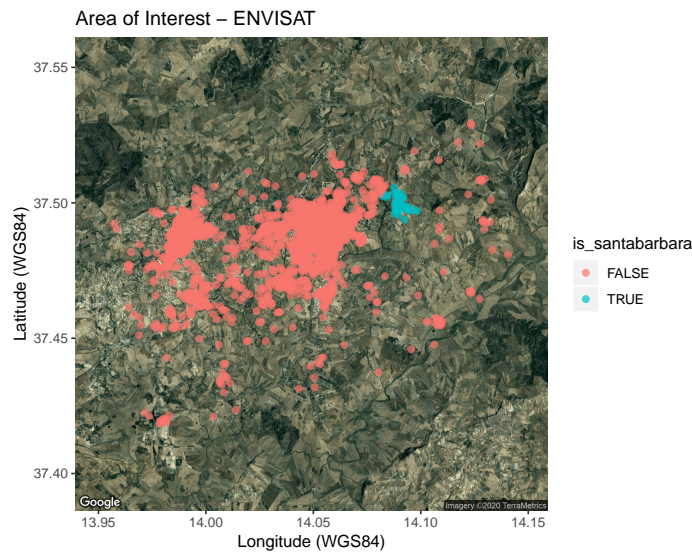 Area of Interest – ENVISAT
37.55
37.50
37.45
37.40
Latitude (WGS84)
13.95 14.00 14.05 14.10 14.15
Longitude (WGS84)
is_santabarbara
FALSE
TRUE
Google
Imagery ©2020 TerraMetrics